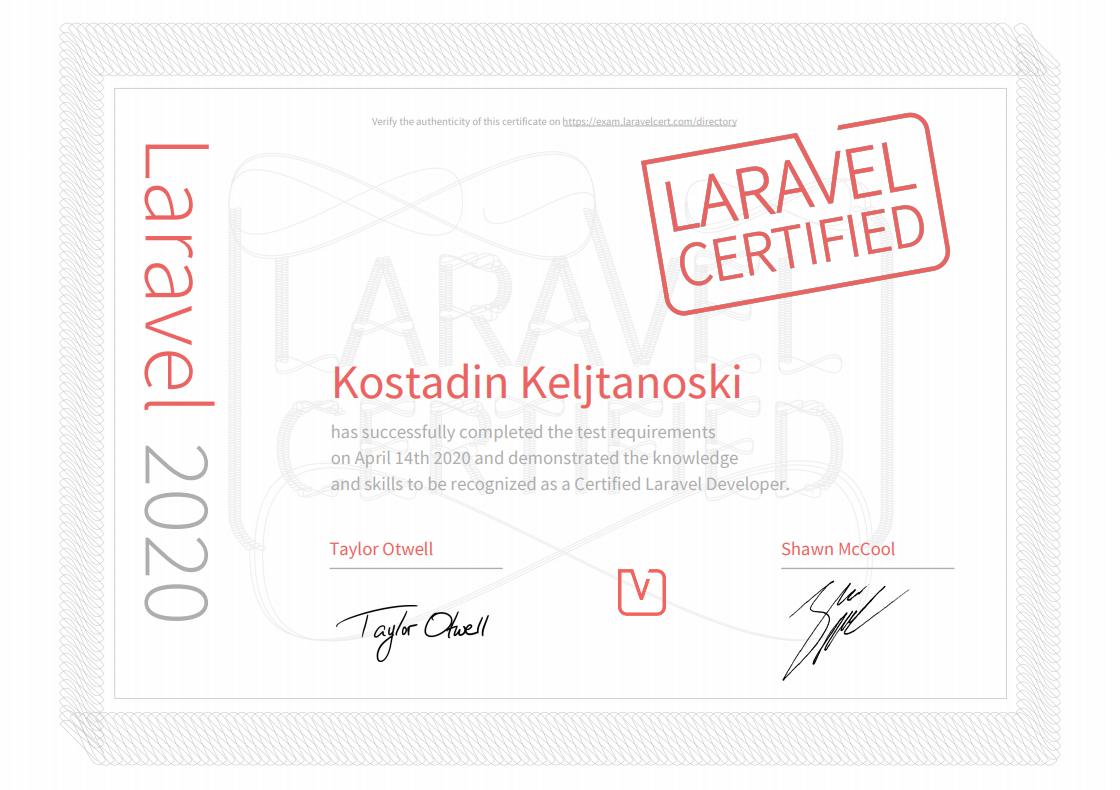 Verify the authenticity of this certificate on https://exam.laravelcert.com/directory
LARAVEL
CERTIFIED
Laravel 2020
LARAVEL
CERTIFIED
Kostadin Keljtanoski
has successfully completed the test requirements
on April 14th 2020 and demonstrated the knowledge
and skills to be recognized as a Certified Laravel Developer.
Taylor Otwell
Shawn McCool
V
Taylor Otwell